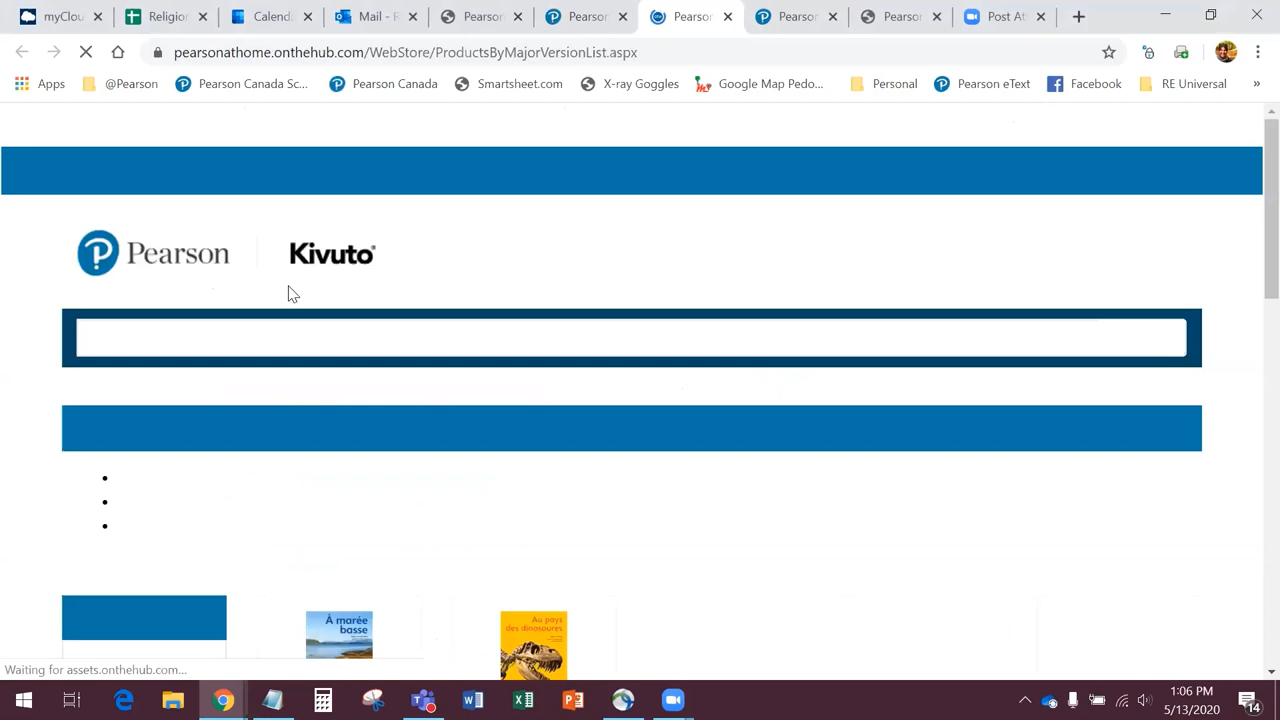 myClou
Religio
Calend
Mail - R
Pearson
Pearson
Pearson
Pearson
Pearson
Post At
pearsonathome.onthehub.com/WebStore/ProductsByMajorVersionList.aspx
Apps
@Pearson
Pearson Canada Sc...
Pearson Canada
Smartsheet.com
X-ray Goggles
Google Map Pedo...
Personal
Pearson eText
Facebook
RE Universal
»
Pearson
Kivuto
À marée basse
Au pays des dinosaures
Waiting for assets.onthehub.com...
1:06 PM
5/13/2020
14